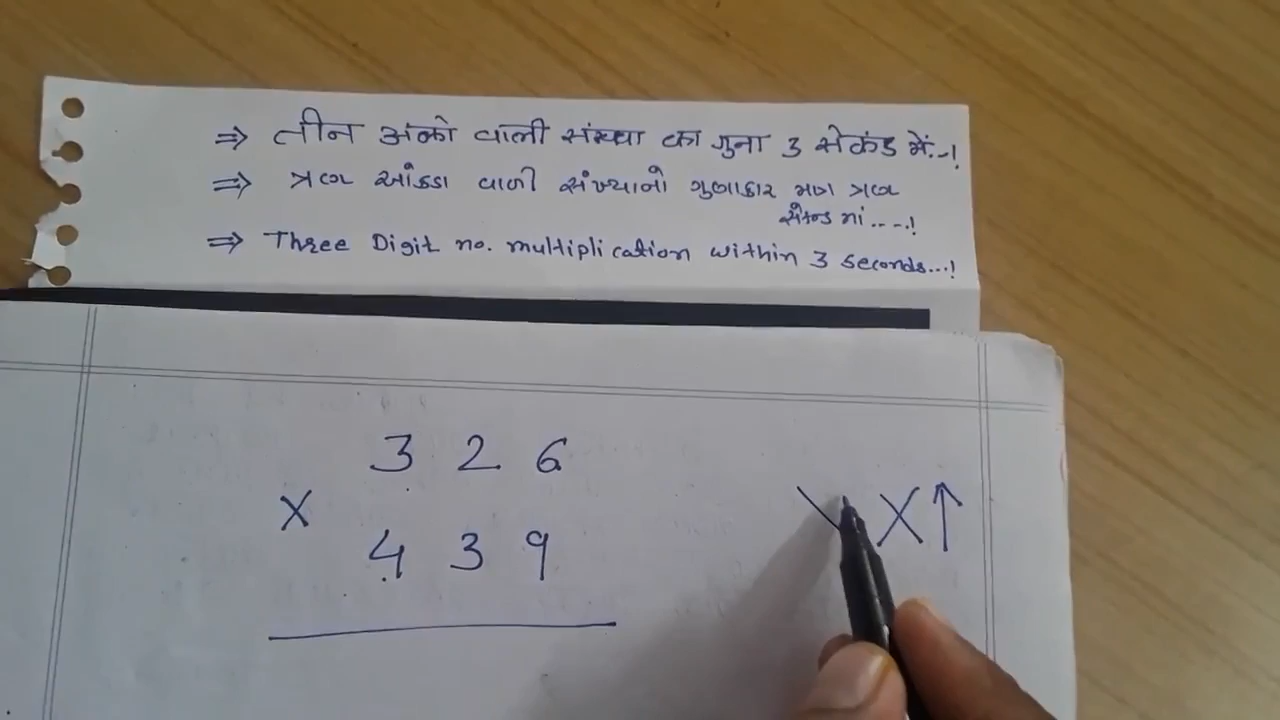 ⇒ तीन अंको वाली संख्या का गुना 3 सेकंड में..!
⇒ ત્રણ આંકડા વાળી સંખ્યાનો ગુણાકાર માત્ર ત્રણ
સેકન્ડ માં....!
⇒ Three Digit no. multiplication within 3 seconds...!
3 2 6
X
4 3 9
X ↑